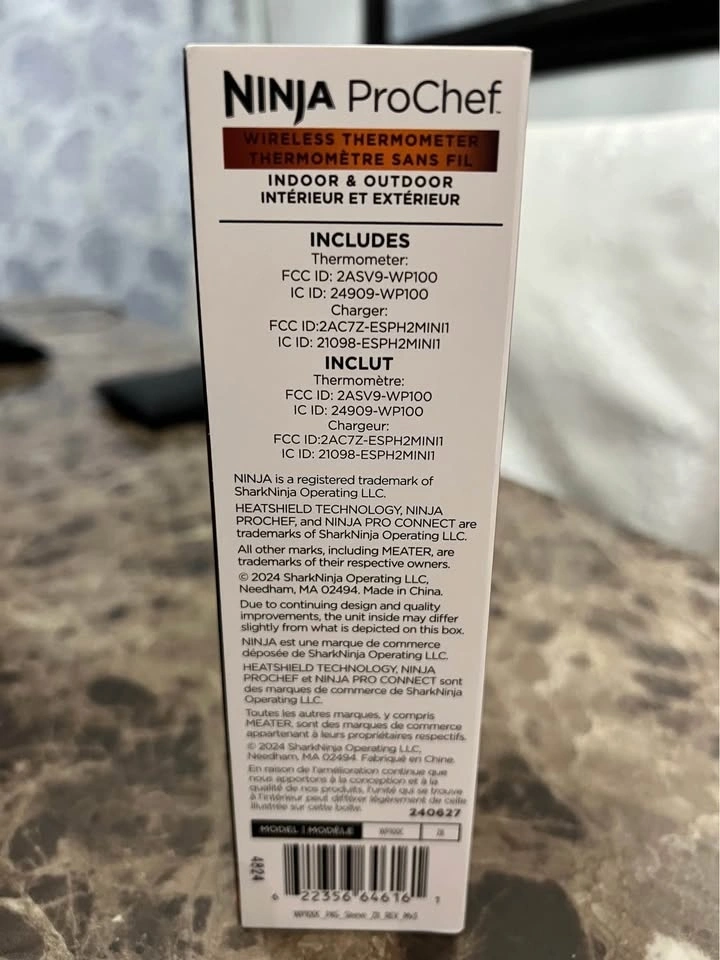 NINJA ProChef
WIRELESS THERMOMETER
THERMOMÈTRE SANS FIL
INDOOR & OUTDOOR
INTÉRIEUR ET EXTÉRIEUR
INCLUDES
Thermometer:
FCC ID: 2ASV9-WP100
IC ID: 24909-WP100
Charger:
FCC ID:2AC7Z-ESPH2MINI1
IC ID: 21098-ESPH2MINI1
INCLUT
Thermomètre:
FCC ID: 2ASV9-WP100
IC ID: 24909-WP100
Chargeur:
FCC ID:2AC7Z-ESPH2MINI1
IC ID: 21098-ESPH2MINI1
NINJA is a registered trademark of
SharkNinja Operating LLC.
HEATSHIELD TECHNOLOGY, NINJA
PROCHEF, and NINJA PRO CONNECT are
trademarks of SharkNinja Operating LLC.
All other marks, including MEATER, are
trademarks of their respective owners.
© 2024 SharkNinja Operating LLC,
Needham, MA 02494. Made in China.
Due to continuing design and quality
improvements, the unit inside may differ
slightly from what is depicted on this box.
NINJA est une marque de commerce
déposée de SharkNinja Operating LLC.
HEATSHIELD TECHNOLOGY, NINJA
PROCHEF et NINJA PRO CONNECT sont
des marques de commerce de SharkNinja
Operating LLC.
Toutes les autres marques, y compris
MEATER, sont des marques de commerce
appartenant à leurs propriétaires respectifs.
© 2024 SharkNinja Operating LLC,
Needham, MA 02494. Fabriqué en Chine.
En raison de l'amélioration continue que
nous apportons à la conception et à la
qualité de nos produits, l'unité qui se trouve
à l'intérieur peut différer légèrement de celle
illustrée sur cette boîte.
240627
MODEL | MODÈLE
4824
6 22356 64616 1